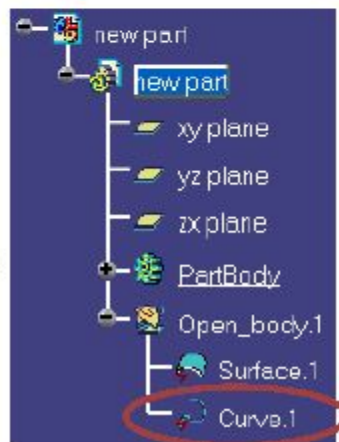 new part
new part
xy plane
yz plane
zx plane
PartBody
Open_body.1
Surface.1
Curve.1